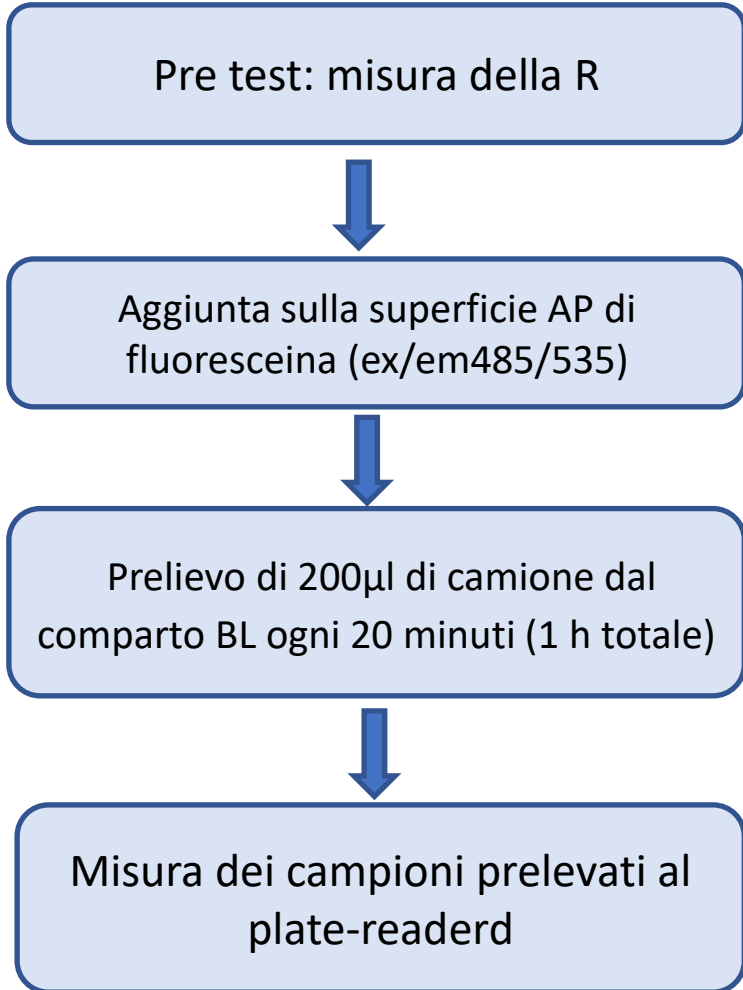 Pre test: misura della R
Aggiunta sulla superficie AP di
fluoresceina (ex/em485/535)
Prelievo di 200µl di camione dal
comparto BL ogni 20 minuti (1 h totale)
Misura dei campioni prelevati al
plate-readerd